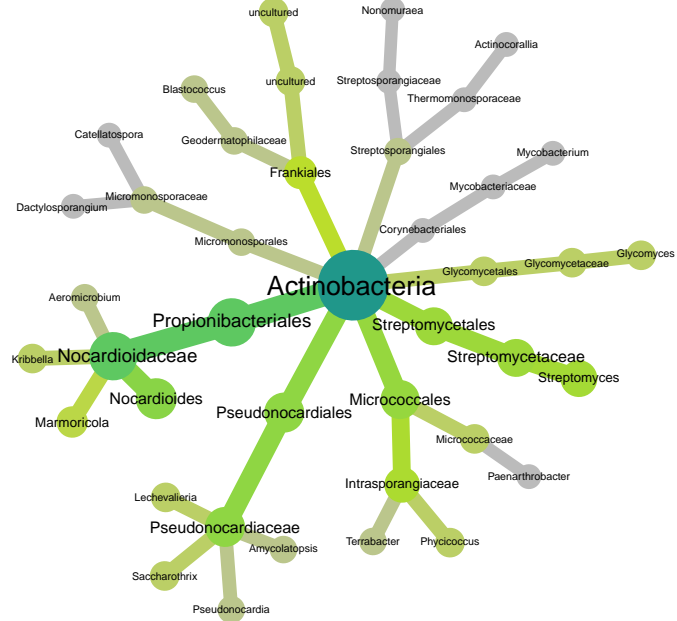 Nonomuraea
uncultured
Actinocorallia
Streptosporangiaceae
uncultured
Blastococcus
Thermomonosporaceae
Catellatospora
Geodermatophilaceae
Streptosporangiales
Mycobacterium
Frankiales
Mycobacteriaceae
Micromonosporaceae
Dactylosporangium
Corynebacteriales
Micromonosporales
Glycomyces
Glycomycetaceae
Glycomycetales
Actinobacteria
Aeromicrobium
Propionibacteriales
Streptomycetales
Nocardioidaceae
Streptomycetaceae
Kribbella
Streptomyces
Nocardioides
Micrococcales
Pseudonocardiales
Marmoricola
Micrococcaceae
Paenarthrobacter
Intrasporangiaceae
Lechevalieria
Pseudonocardiaceae
Terrabacter
Phycicoccus
Amycolatopsis
Saccharothrix
Pseudonocardia